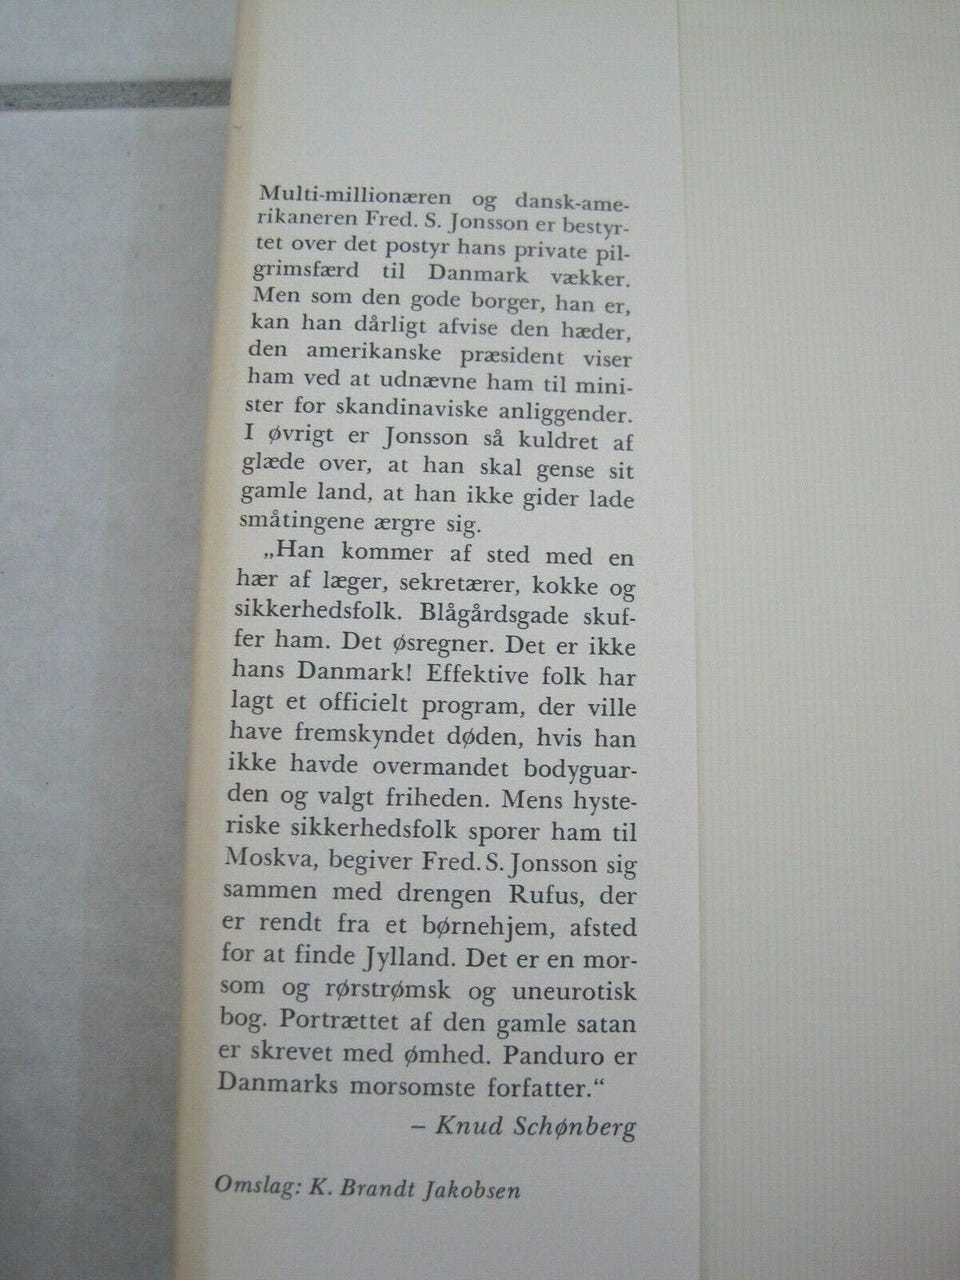 Multi-millionæren og dansk-ame-
rikaneren Fred. S. Jonsson er bestyr-
tet over det postyr hans private pil-
grimsfærd til Danmark vækker.
Men som den gode borger, han er,
kan han dårligt afvise den hæder,
den amerikanske præsident viser
ham ved at udnævne ham til mini-
ster for skandinaviske anliggender.
I øvrigt er Jonsson så kuldret af
glæde over, at han skal gense sit
gamle land, at han ikke gider lade
småtingene ærgre sig.
„Han kommer af sted med en
hær af læger, sekretærer, kokke og
sikkerhedsfolk. Blågårdsgade skuf-
fer ham. Det øsregner. Det er ikke
hans Danmark! Effektive folk har
lagt et officielt program, der ville
have fremskyndet døden, hvis han
ikke havde overmandet bodyguar-
den og valgt friheden. Mens hyste-
riske sikkerhedsfolk sporer ham til
Moskva, begiver Fred. S. Jonsson sig
sammen med drengen Rufus, der
er rendt fra et børnehjem, afsted
for at finde Jylland. Det er en mor-
som og rørstrømsk og uneurotisk
bog. Portrættet af den gamle satan
er skrevet med ømhed. Panduro er
Danmarks morsomste forfatter.“
– Knud Schønberg
Omslag: K. Brandt Jakobsen